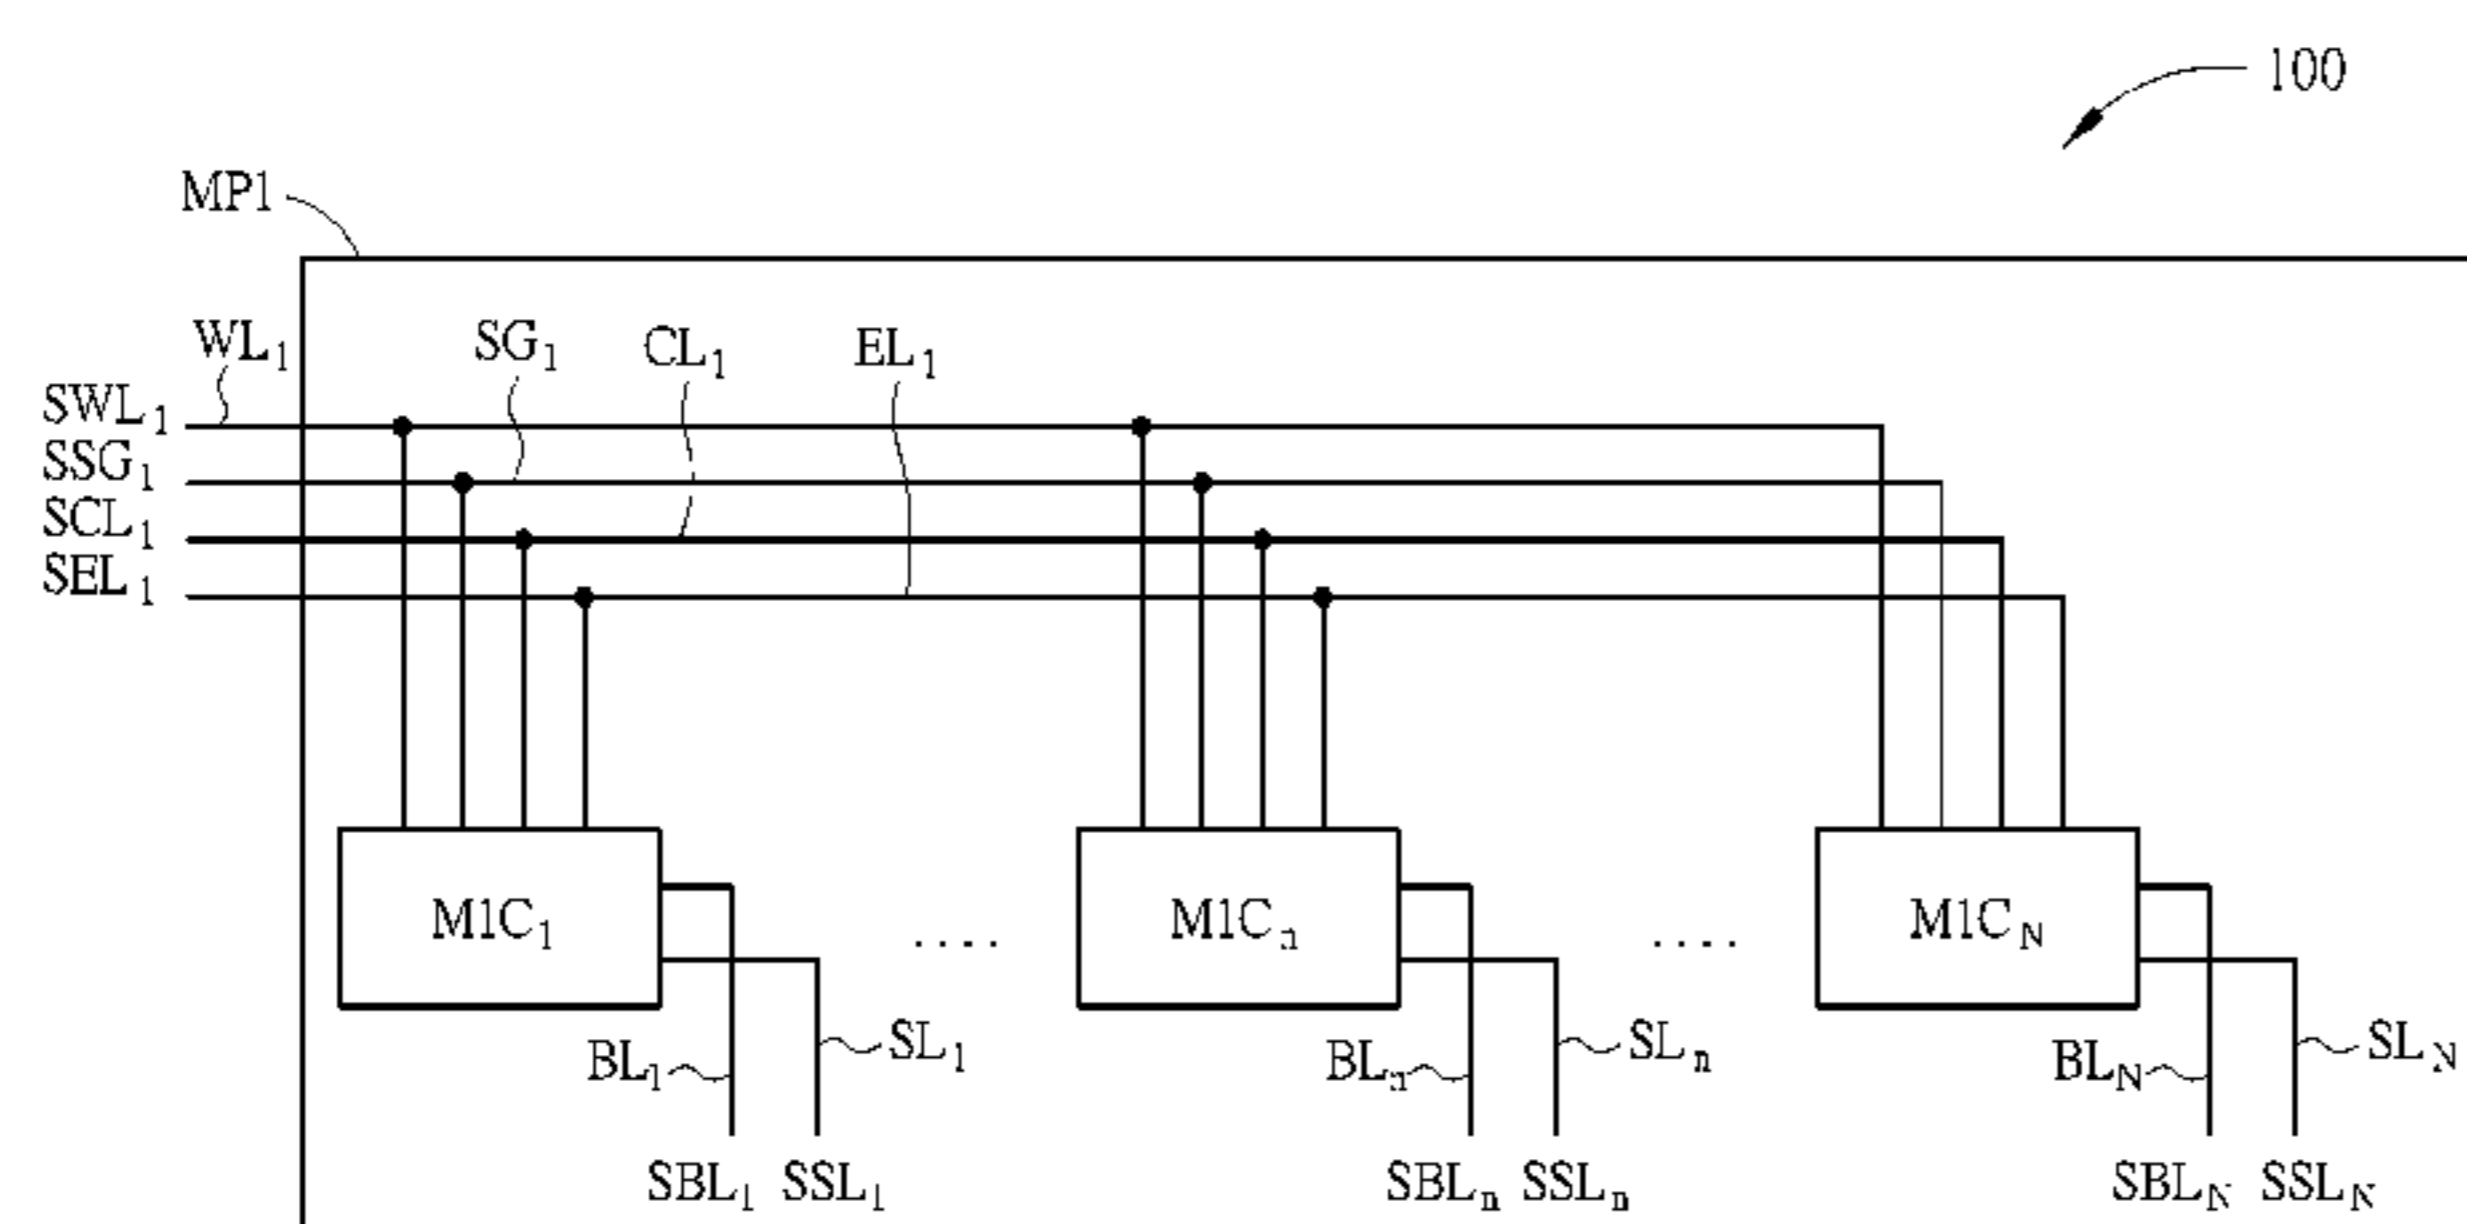 100
MP1
WL1 SG1 CL1 EL1
SWL1
SSG1
SCL1
SEL1
M1C1 .... M1Cn .... M1CN
BL1 SL1 BLn SLn BLN SLN
SBL1 SSL1 SBLn SSLn SBLN SSLN